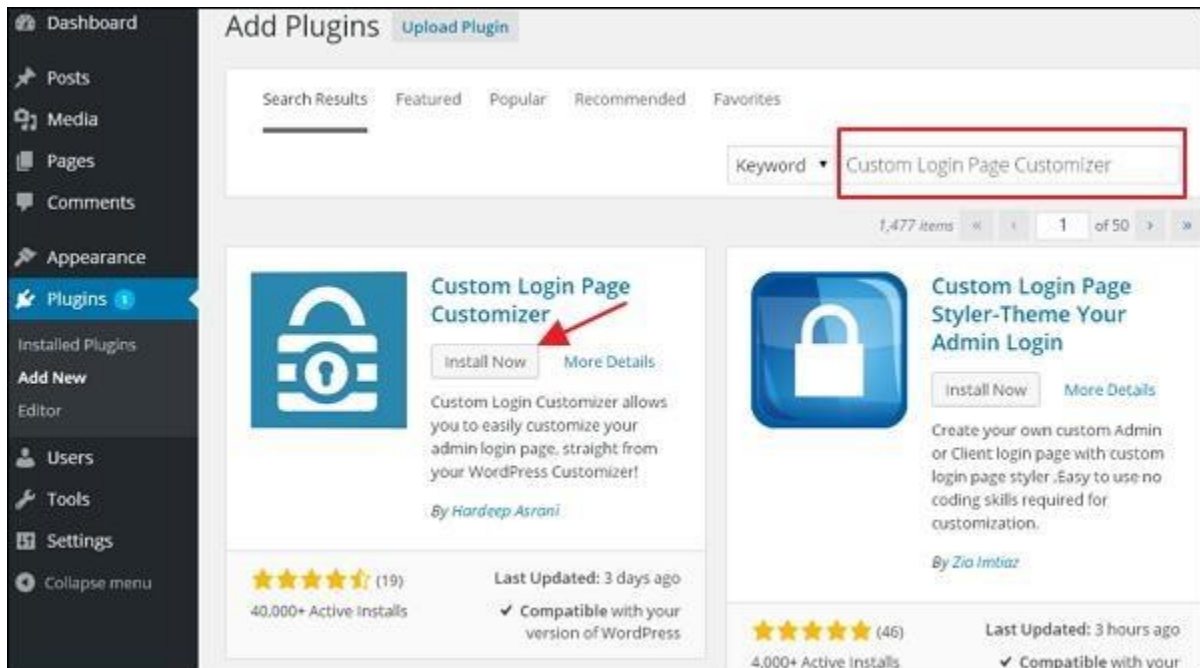 Dashboard
Posts
Media
Pages
Comments
Appearance
Plugins 1
Installed Plugins
Add New
Editor
Users
Tools
Settings
Collapse menu
Add Plugins Upload Plugin
Search Results Featured Popular Recommended Favorites
Keyword Custom Login Page Customizer
1,477 items « ‹ 1 of 50 › »
Custom Login Page
Customizer
Install Now More Details
Custom Login Customizer allows
you to easily customize your
admin login page, straight from
your WordPress Customizer!
By Hardeep Asrani
(19)
40,000+ Active Installs
Last Updated: 3 days ago
✔ Compatible with your
version of WordPress
Custom Login Page
Styler-Theme Your
Admin Login
Install Now More Details
Create your own custom Admin
or Client login page with custom
login page styler .Easy to use no
coding skills required for
customization.
By Zia Imtiaz
(46)
4,000+ Active Installs
Last Updated: 3 hours ago
✔ Compatible with your